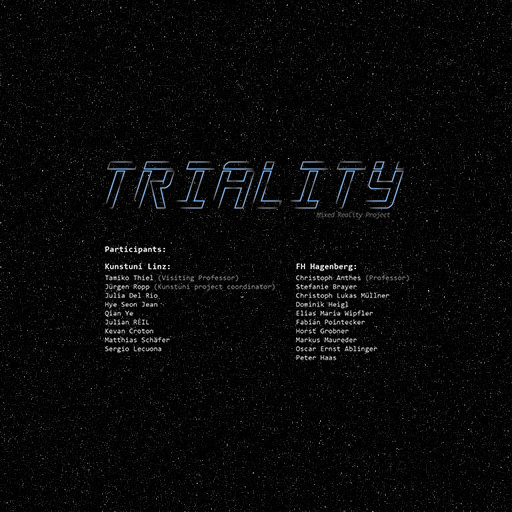 TRIALITY
Mixed Reality Project
Participants:
Kunstuni Linz:
Tamiko Thiel (Visiting Professor)
Jürgen Ropp (Kunstuni project coordinator)
Julia Del Rio
Hye Seon Jean
Qian Ye
Julian REIL
Kevan Croton
Matthias Schäfer
Sergio Lecuona
FH Hagenberg:
Christoph Anthes (Professor)
Stefanie Brayer
Christoph Lukas Müllner
Dominik Heigl
Elias Maria Wipfler
Fabian Pointecker
Horst Grobner
Markus Maureder
Oscar Ernst Ablinger
Peter Haas